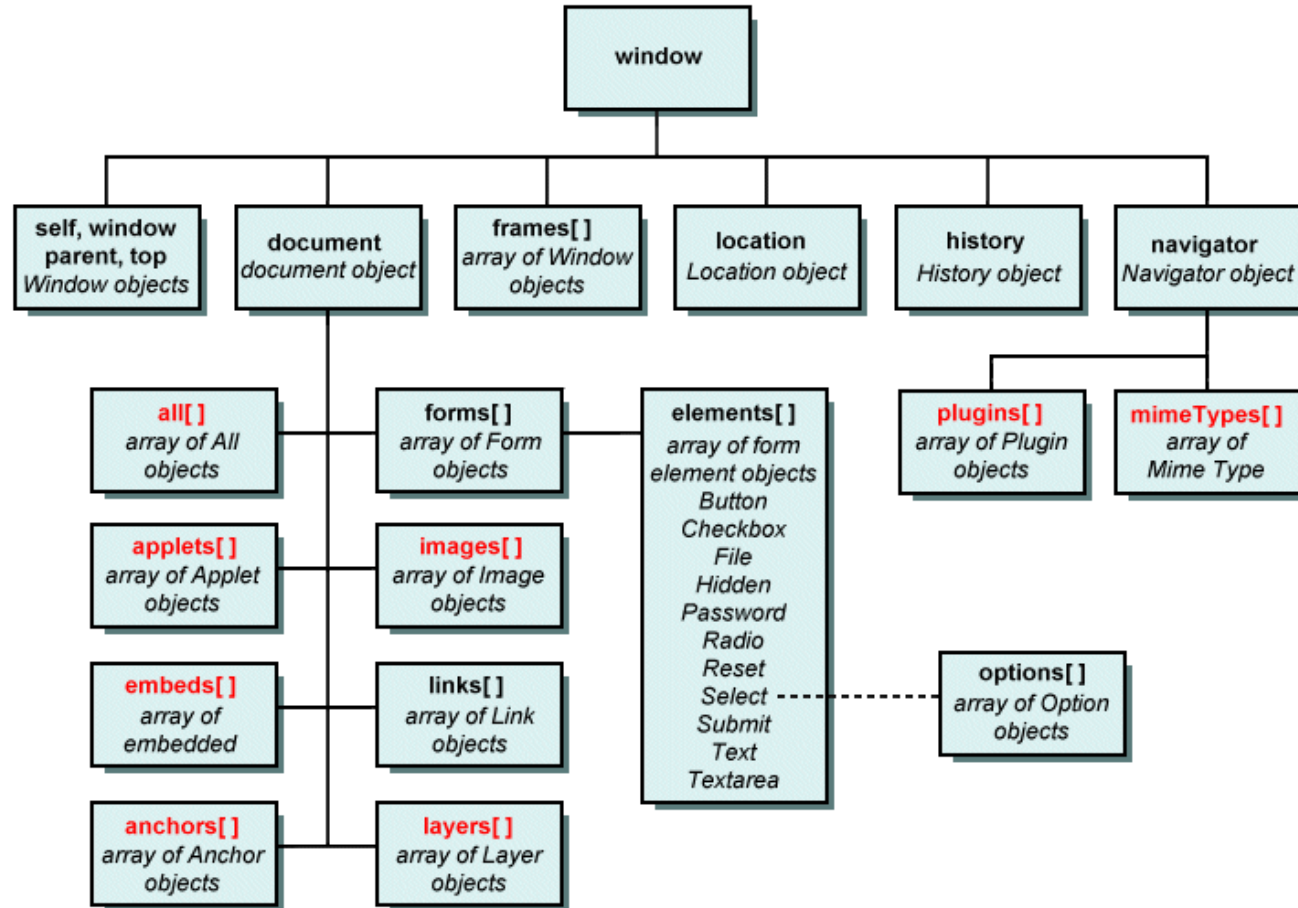 window
self, window
parent, top
Window objects
document
document object
frames[ ]
array of Window
objects
location
Location object
history
History object
navigator
Navigator object
all[ ]
array of All
objects
forms[ ]
array of Form
objects
elements[ ]
array of form
element objects
Button
Checkbox
File
Hidden
Password
Radio
Reset
Select
Submit
Text
Textarea
plugins[ ]
array of Plugin
objects
mimeTypes[ ]
array of
Mime Type
applets[ ]
array of Applet
objects
images[ ]
array of Image
objects
embeds[ ]
array of
embedded
links[ ]
array of Link
objects
options[ ]
array of Option
objects
anchors[ ]
array of Anchor
objects
layers[ ]
array of Layer
objects